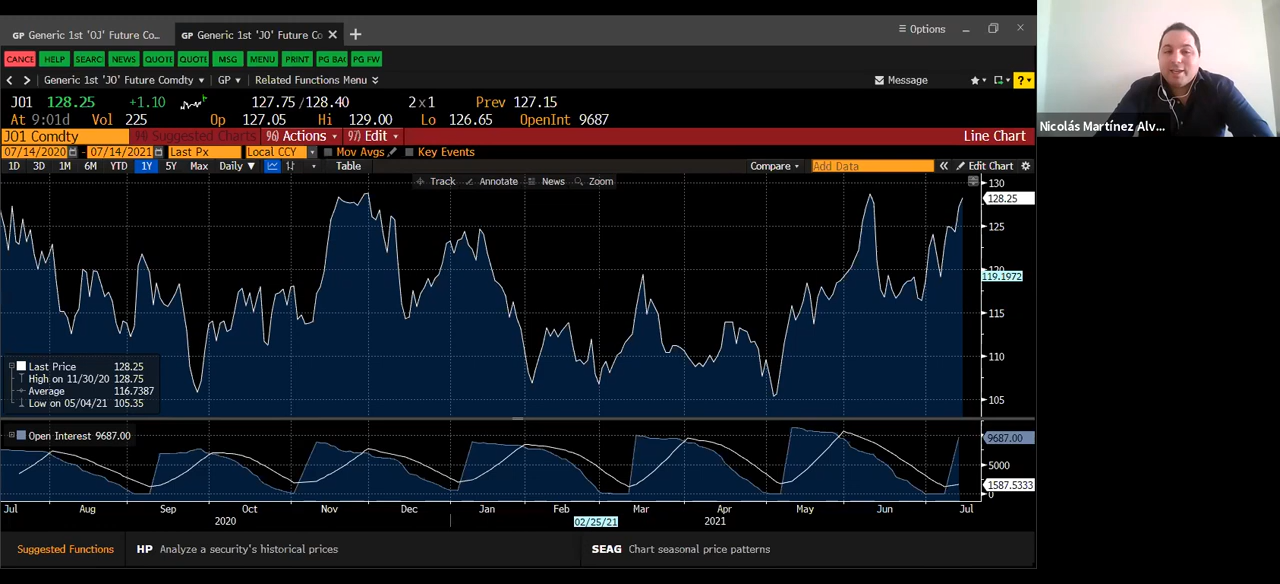 GP Generic 1st 'OJ' Future Co... GP Generic 1st 'JO' Future Co ✕ + Options
CANCE HELP SEARC NEWS QUOTE QUOTE MSG MENU PRINT PG BAC PG FW
Generic 1st 'JO' Future Comdty GP Related Functions Menu Message ?
JO1 128.25 +1.10 127.75/128.40 2x1 Prev 127.15
At 9:01d Vol 225 Op 127.05 Hi 129.00 Lo 126.65 OpenInt 9687
JO1 Comdty 94) Suggested Charts 96) Actions 97) Edit Line Chart
07/14/2020 - 07/14/2021 Last Px Local CCY Mov Avgs Key Events
1D 3D 1M 6M YTD 1Y 5Y Max Daily ▼ Table Compare Add Data « Edit Chart
Track Annotate News Zoom
130
128.25
125
120
119.1972
115
110
105
Last Price 128.25
High on 11/30/20 128.75
Average 116.7387
Low on 05/04/21 105.35
Open Interest 9687.00
9687.00
5000
1587.5333
0
Jul Aug Sep Oct Nov Dec Jan Feb Mar Apr May Jun Jul
2020 02/25/21 2021
Suggested Functions HP Analyze a security's historical prices SEAG Chart seasonal price patterns
Nicolás Martínez Alv...